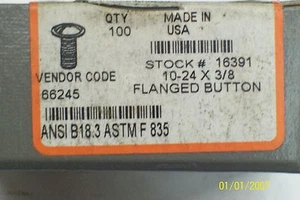 QTY
100
MADE IN
USA
VENDOR CODE
66245
STOCK # 16391
10-24 X 3/8
FLANGED BUTTON
ANSI B18.3 ASTM F 835
01/01/2007